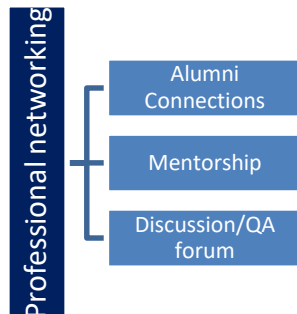 Professional networking
Alumni
Connections
Mentorship
Discussion/QA
forum